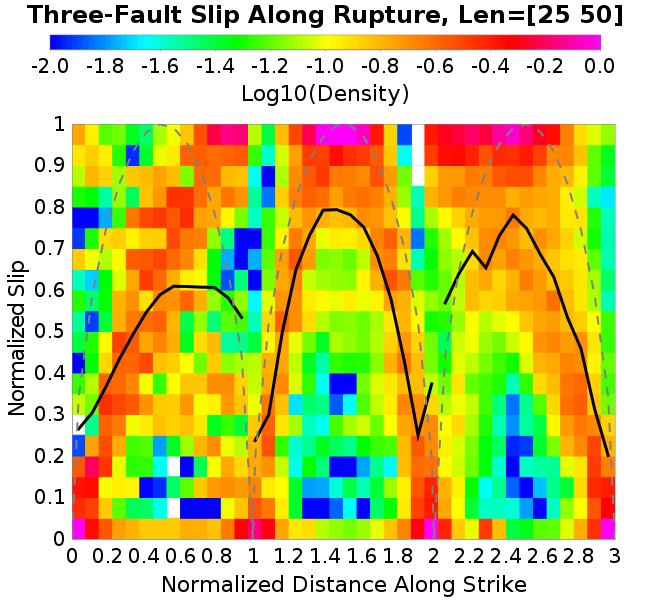 Three-Fault Slip Along Rupture, Len=[25 50]
-2.0 -1.8 -1.6 -1.4 -1.2 -1.0 -0.8 -0.6 -0.4 -0.2 0.0
Log10(Density)
1
0.9
0.8
0.7
0.6
0.5
0.4
0.3
0.2
0.1
0
Normalized Slip
0 0.2 0.4 0.6 0.8 1 1.2 1.4 1.6 1.8 2 2.2 2.4 2.6 2.8 3
Normalized Distance Along Strike